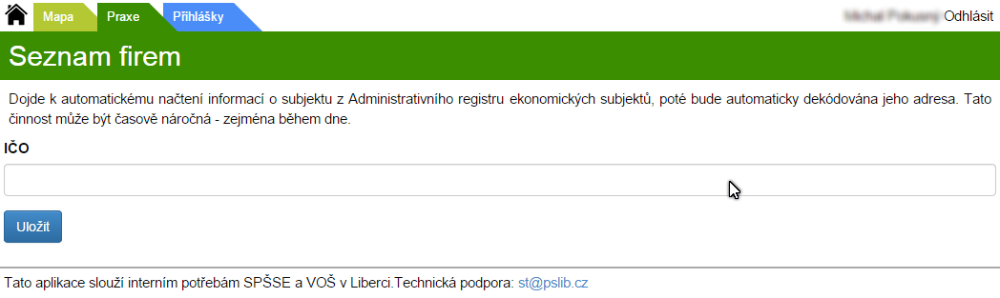 Mapa Praxe Přihlášky Odhlásit
Seznam firem
Dojde k automatickému načtení informací o subjektu z Administrativního registru ekonomických subjektů, poté bude automaticky dekódována jeho adresa. Tato
činnost může být časově náročná - zejména během dne.
IČO
Uložit
Tato aplikace slouží interním potřebám SPŠSE a VOŠ v Liberci.Technická podpora: st@pslib.cz